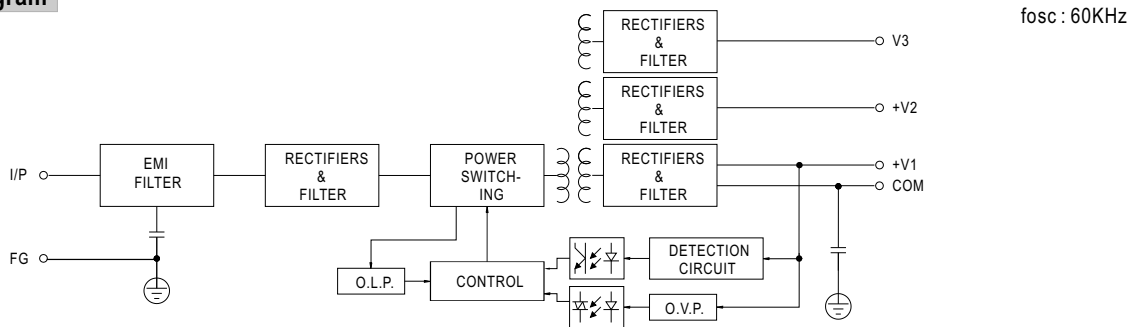 fosc : 60KHz
RECTIFIERS
&
FILTER
V3
RECTIFIERS
&
FILTER
+V2
I/P
EMI
FILTER
RECTIFIERS
&
FILTER
POWER
SWITCH-
ING
RECTIFIERS
&
FILTER
+V1
COM
FG
O.L.P.
CONTROL
DETECTION
CIRCUIT
O.V.P.